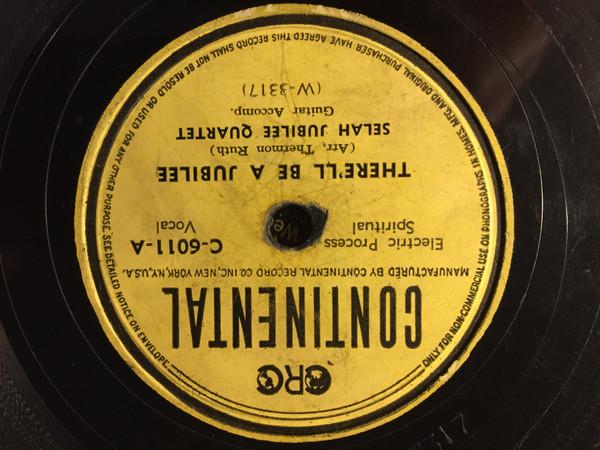 CRC
CONTINENTAL
MANUFACTURED BY CONTINENTAL RECORD CO. INC., NEW YORK, N.Y., U.S.A.
Electric Process
Spiritual
C-6011-A
Vocal
THERE'LL BE A JUBILEE
(Arr. Thermon Ruth)
SELAH JUBILEE QUARTET
Guitar Accomp.
(W-3317)
ONLY FOR NON-COMMERCIAL USE ON PHONOGRAPHS IN HOMES. MFG. AND ORIGINAL PURCHASER HAVE AGREED THIS RECORD SHALL NOT BE RESOLD OR USED FOR ANY OTHER PURPOSE. SEE DETAILED NOTICE ON ENVELOPE
We